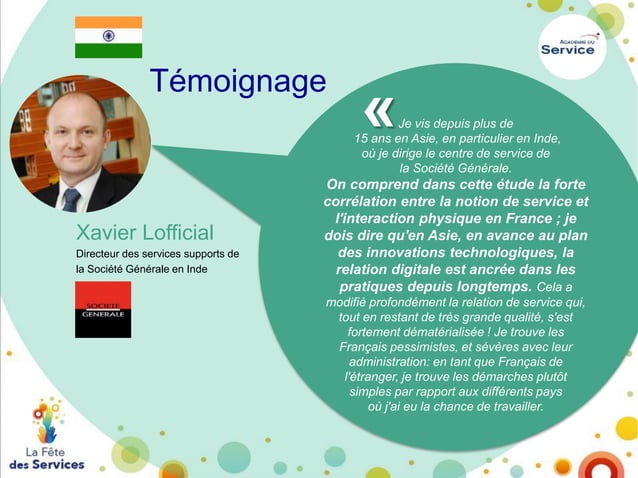 ACADEMIE DU
Service
Témoignage
«
Je vis depuis plus de
15 ans en Asie, en particulier en Inde,
où je dirige le centre de service de
la Société Générale.
On comprend dans cette étude la forte
corrélation entre la notion de service et
l'interaction physique en France ; je
dois dire qu'en Asie, en avance au plan
des innovations technologiques, la
relation digitale est ancrée dans les
pratiques depuis longtemps. Cela a
modifié profondément la relation de service qui,
tout en restant de très grande qualité, s'est
fortement dématérialisée ! Je trouve les
Français pessimistes, et sévères avec leur
administration: en tant que Français de
l'étranger, je trouve les démarches plutôt
simples par rapport aux différents pays
où j'ai eu la chance de travailler.
Xavier Lofficial
Directeur des services supports de
la Société Générale en Inde
SOCIETE
GENERALE
La Fête
des Services